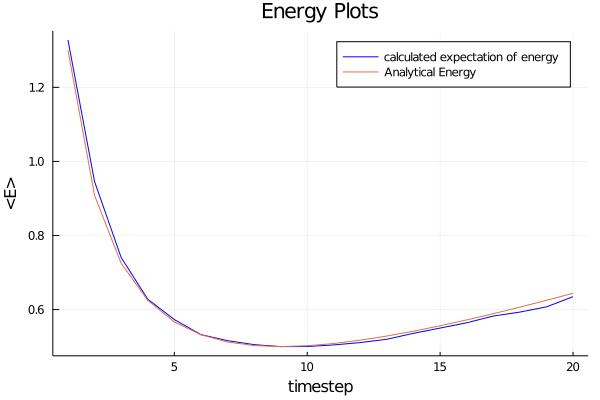 Energy Plots
calculated expectation of energy
Analytical Energy
<E>
1.2
1.0
0.8
0.6
5
10
15
20
timestep